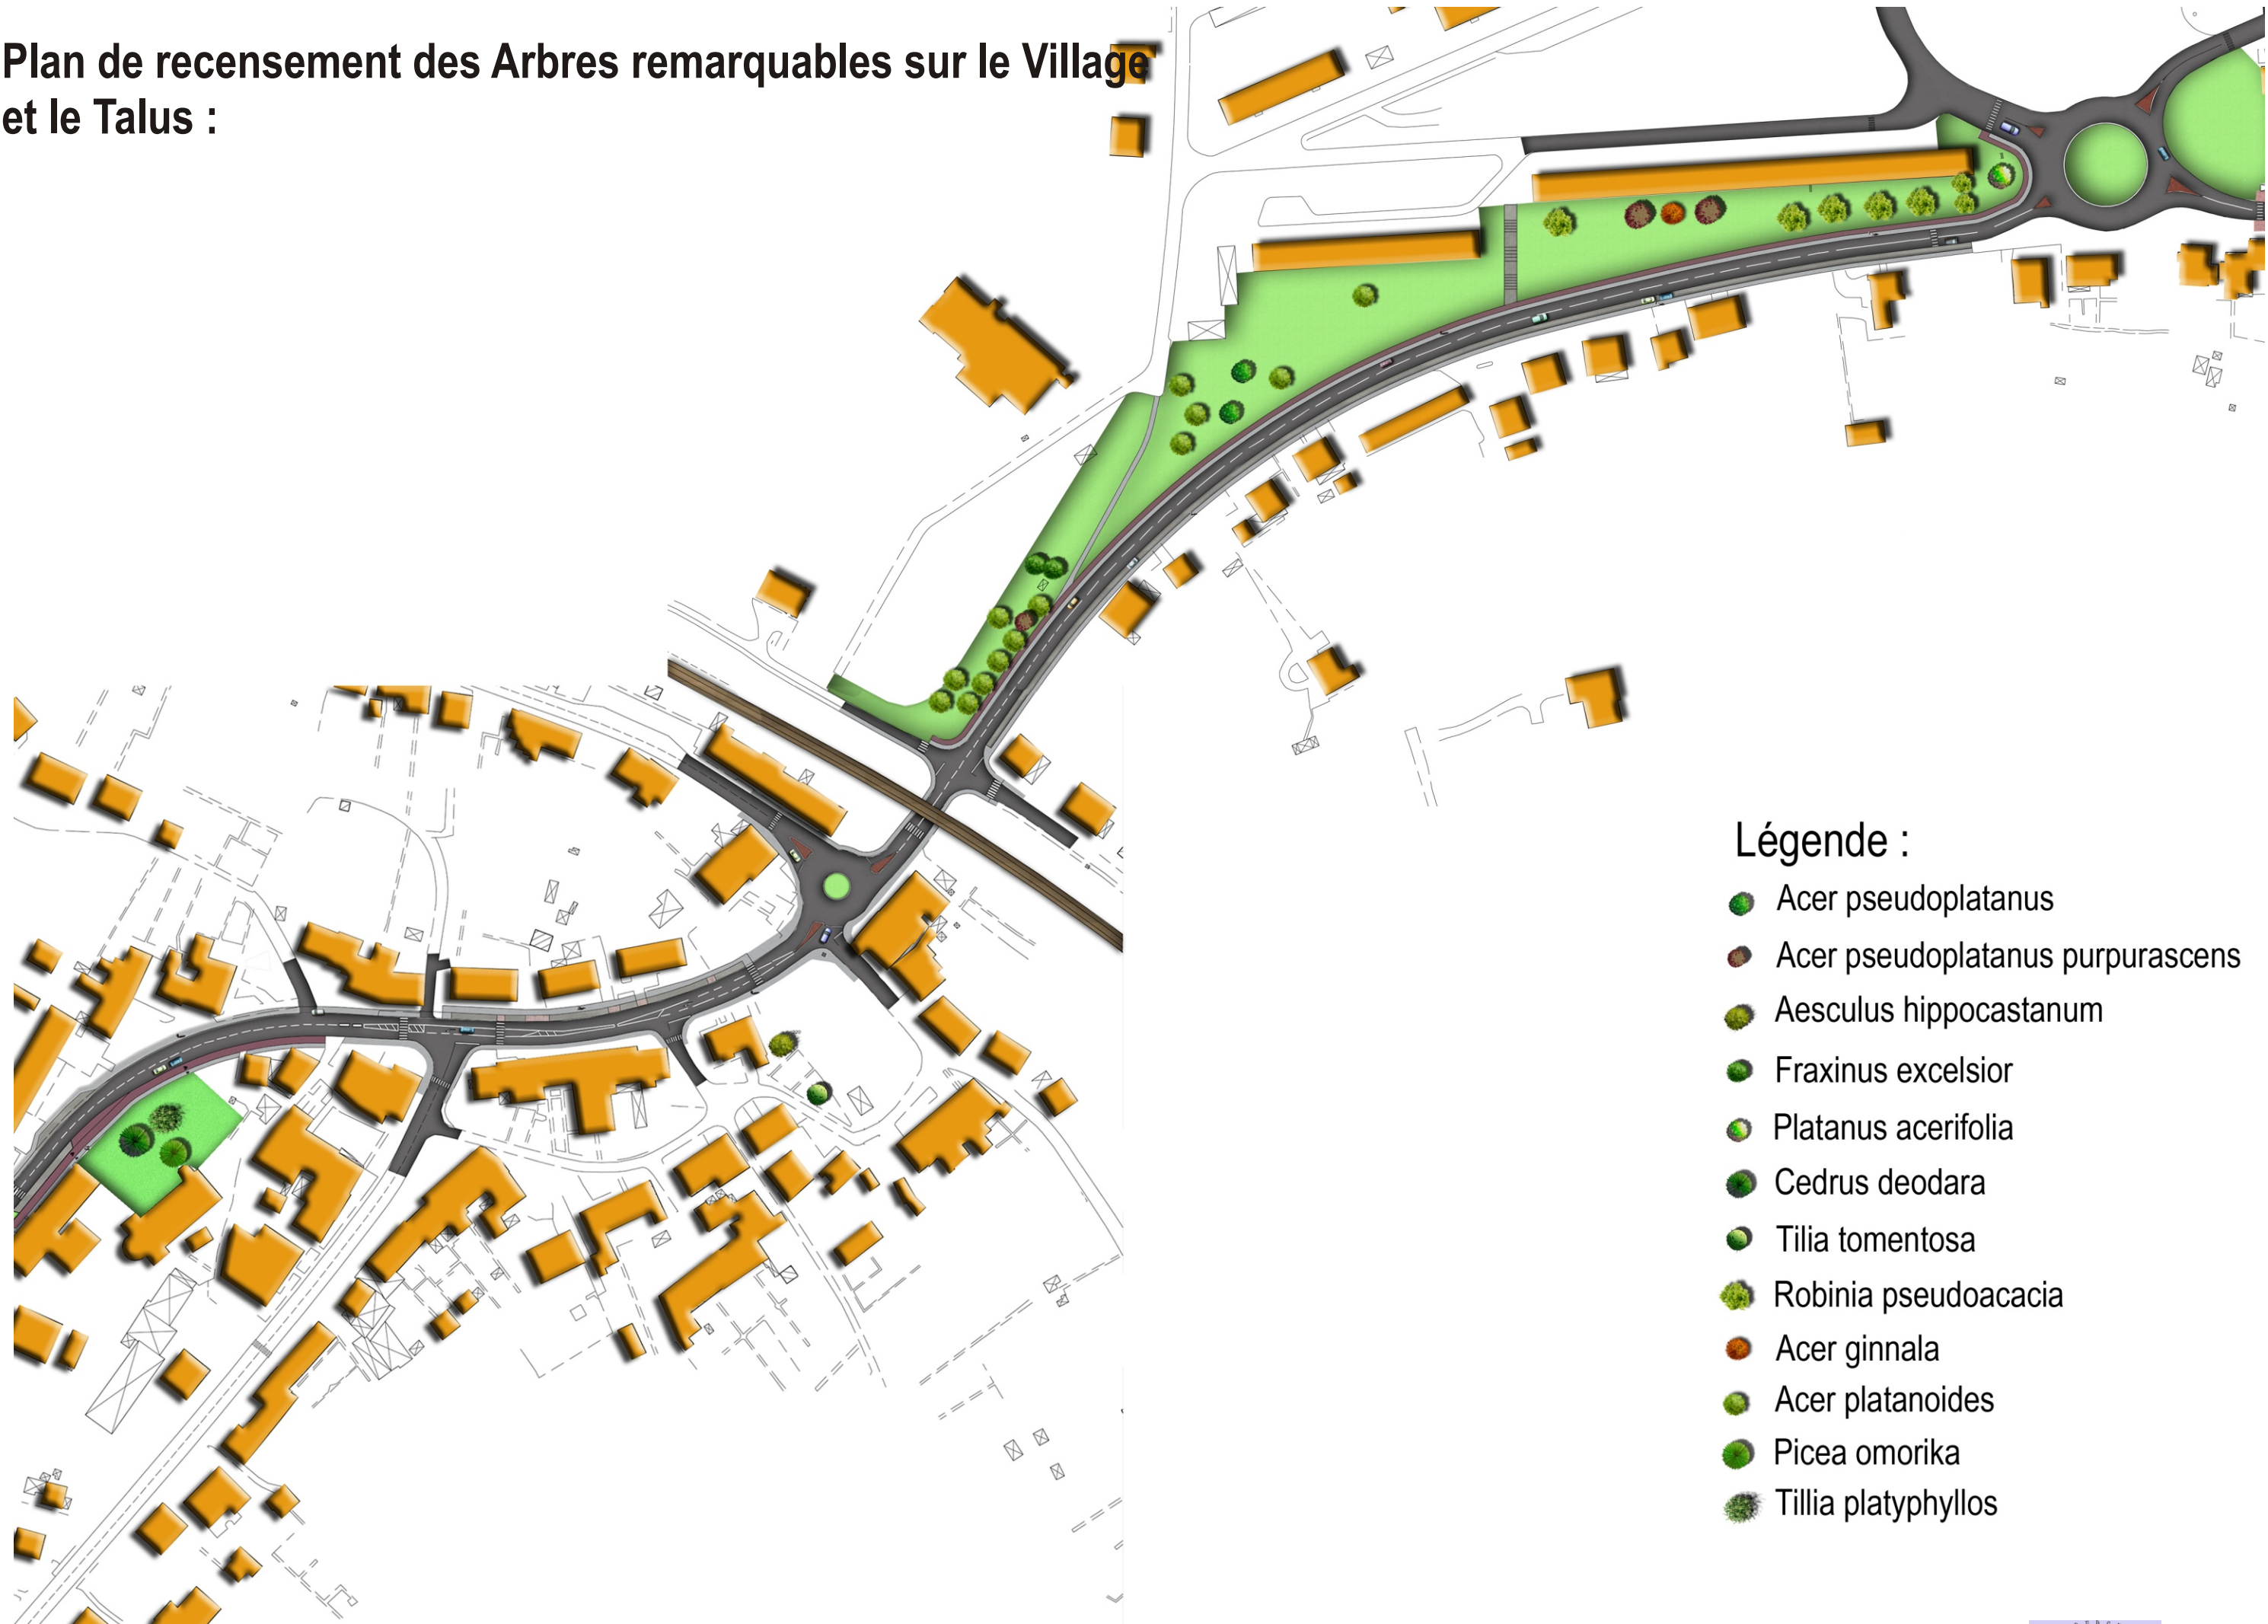 Plan de recensement des Arbres remarquables sur le Village
et le Talus :
Légende :
Acer pseudoplatanus
Acer pseudoplatanus purpurascens
Aesculus hippocastanum
Fraxinus excelsior
Platanus acerifolia
Cedrus deodara
Tilia tomentosa
Robinia pseudoacacia
Acer ginnala
Acer platanoides
Picea omorika
Tillia platyphyllos